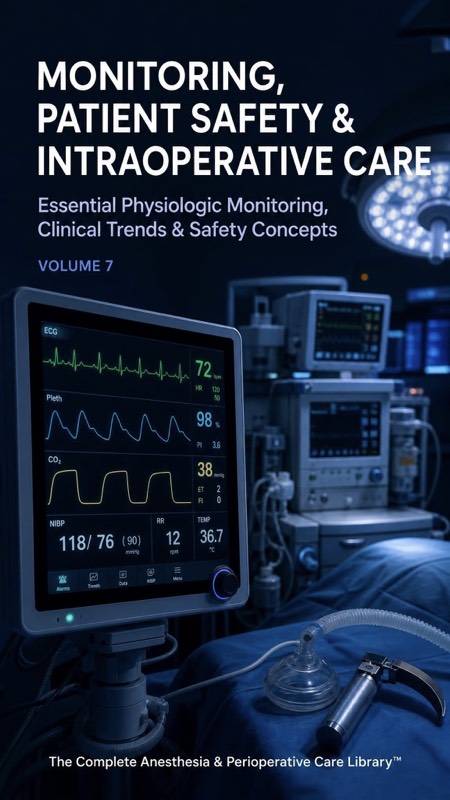 MONITORING,
PATIENT SAFETY &
INTRAOPERATIVE CARE
Essential Physiologic Monitoring,
Clinical Trends & Safety Concepts
VOLUME 7
ECG
72
HR
120
50
Pleth
98 %
PI 3.6
CO₂
38 mmHg
ET 2
FI 0
NIBP
118/76 (90)
mmHg
RR
12
rpm
TEMP
36.7
°C
Alarms Trends Data NIBP Menu
The Complete Anesthesia & Perioperative Care Library™